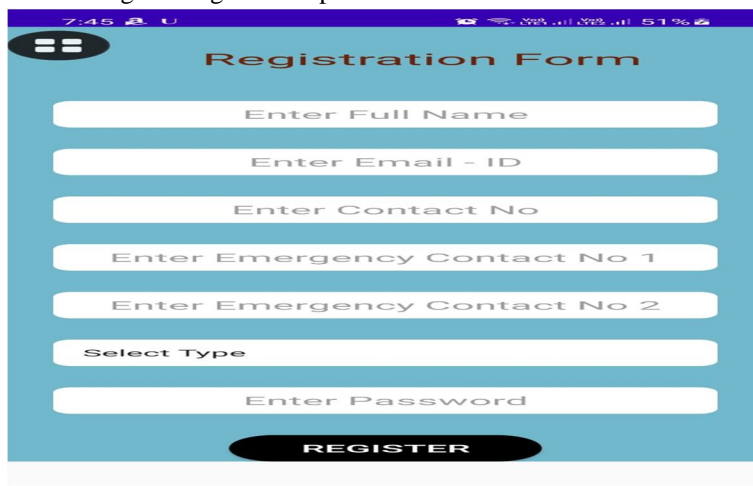 7:45 51%
Registration Form
Enter Full Name
Enter Email - ID
Enter Contact No
Enter Emergency Contact No 1
Enter Emergency Contact No 2
Select Type
Enter Password
REGISTER